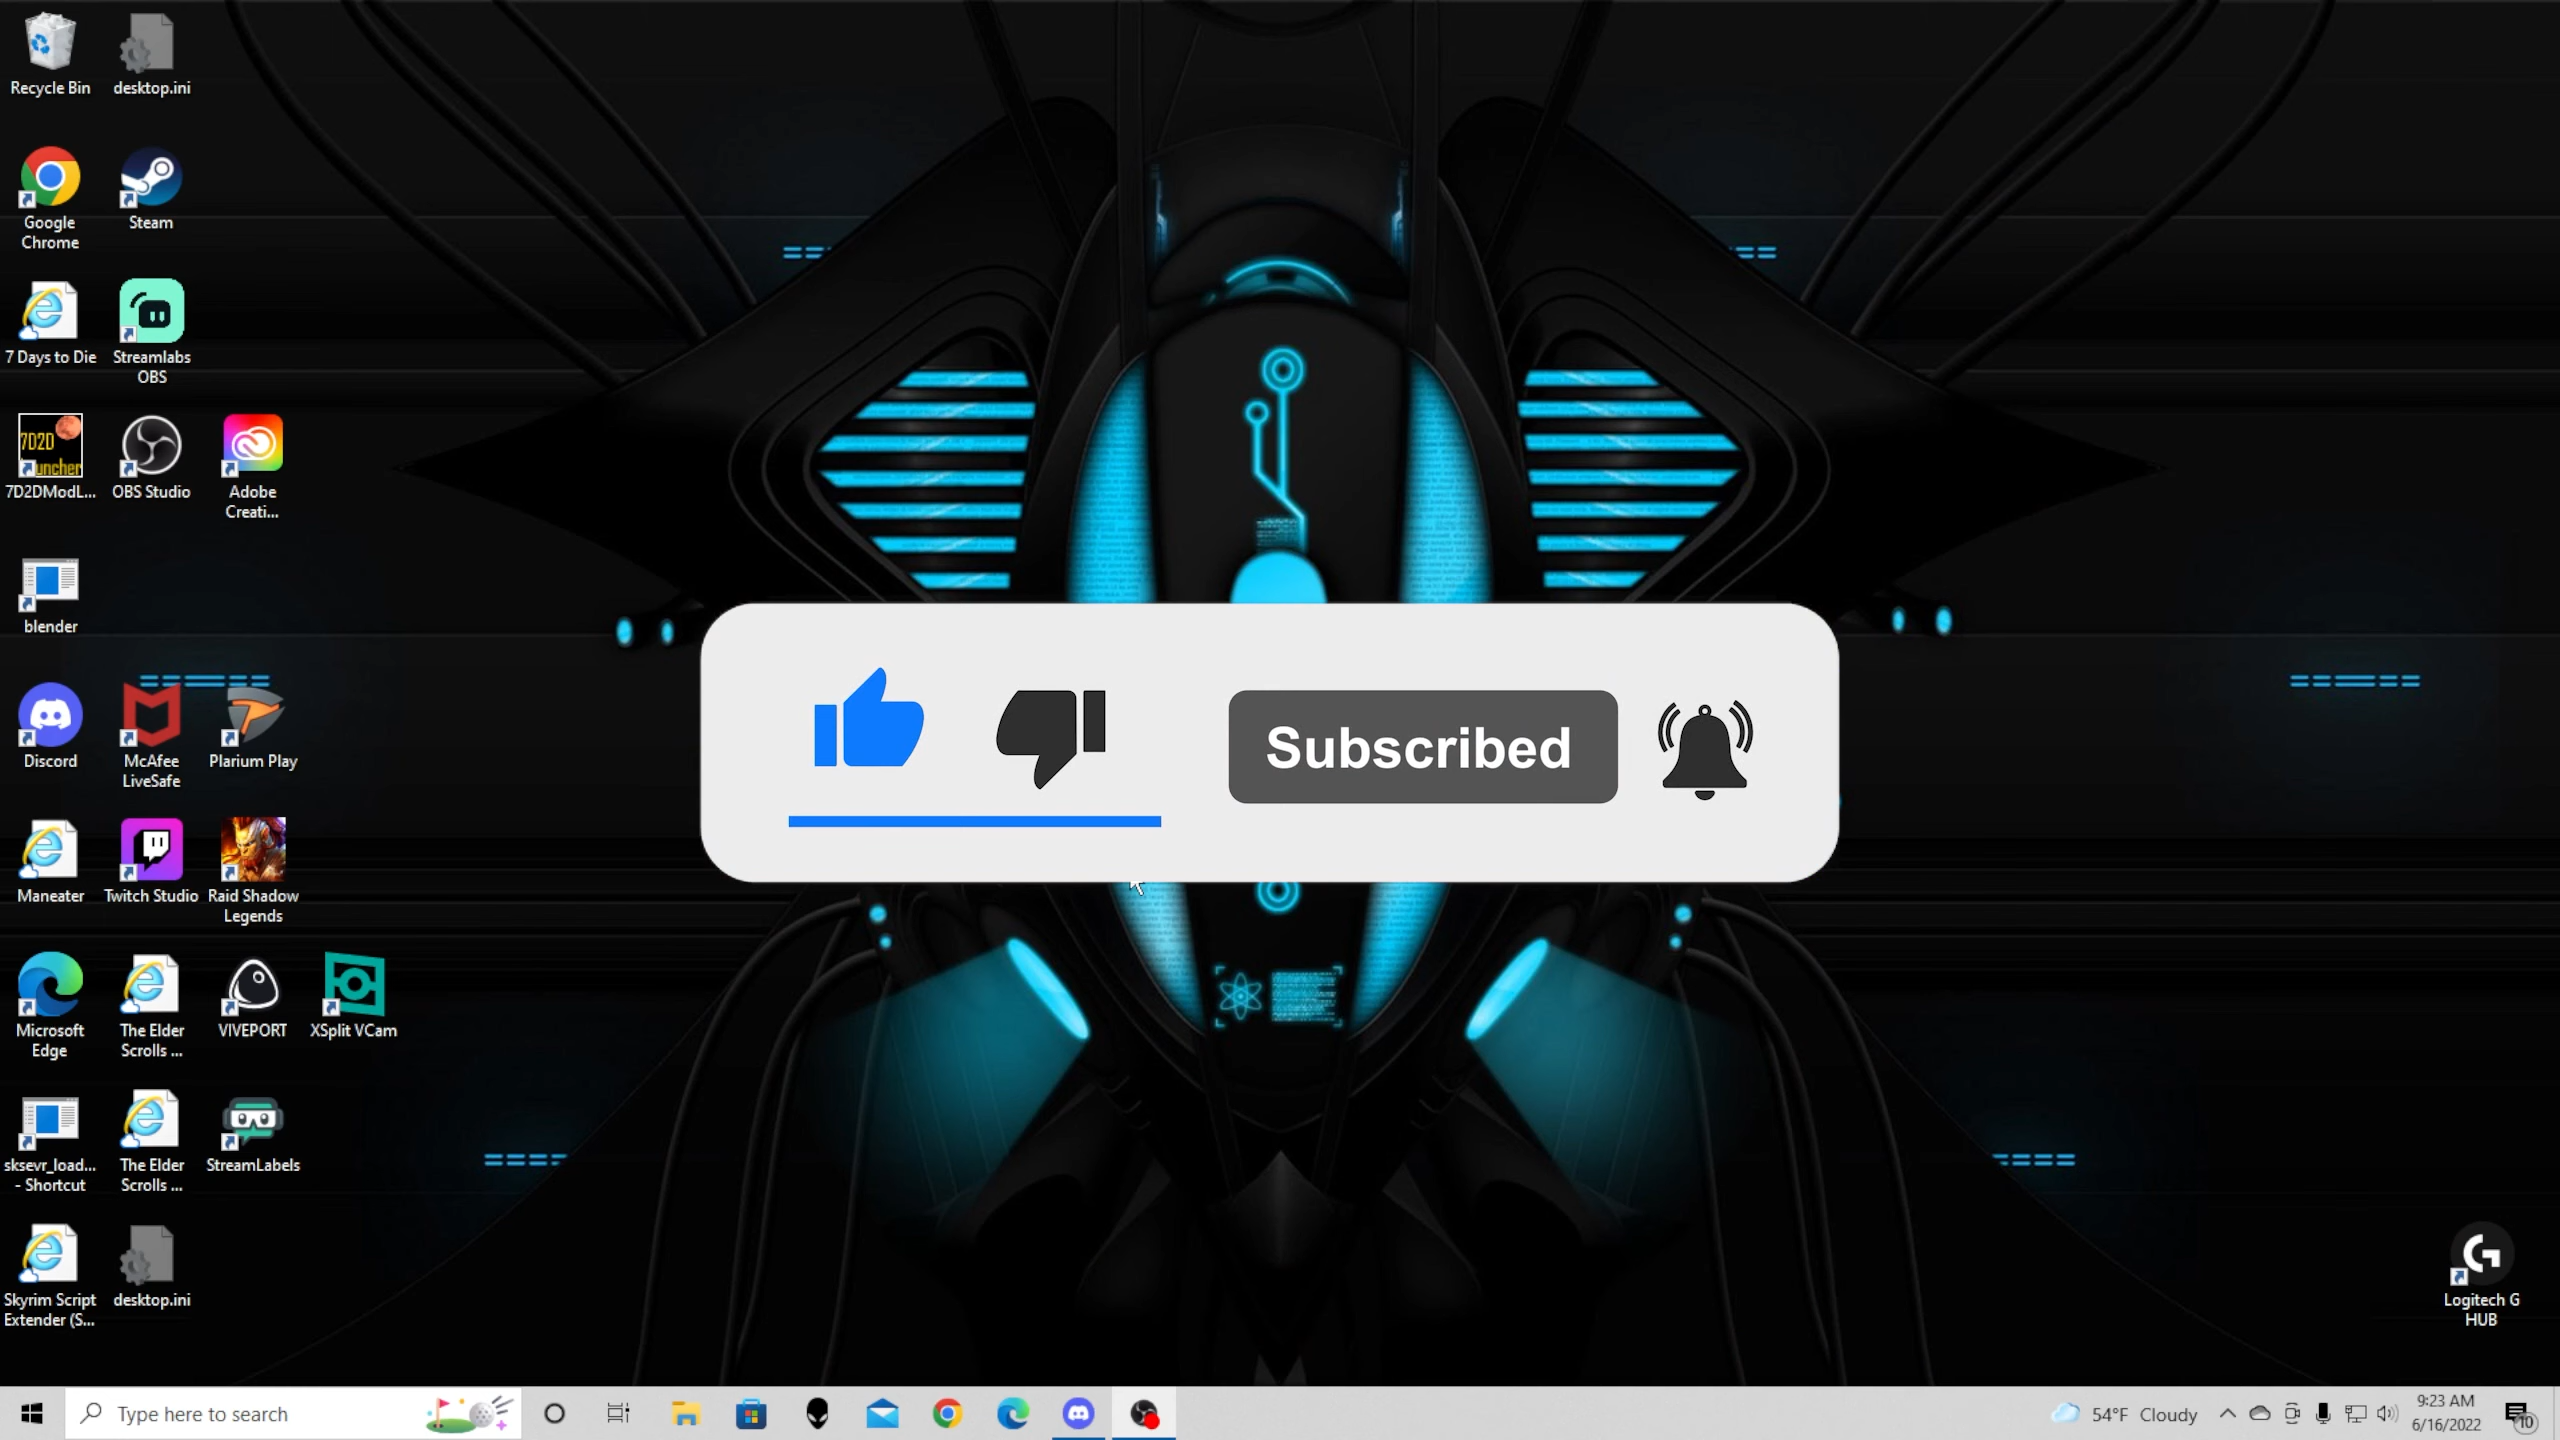 Recycle Bin
desktop.ini
Google
Chrome
Steam
7 Days to Die
Streamlabs
OBS
7D2D
uncher
7D2DModL...
OBS Studio
Adobe
Creati...
blender
Discord
McAfee
LiveSafe
Plarium Play
Maneater
Twitch Studio
Raid Shadow
Legends
Microsoft
Edge
The Elder
Scrolls ...
VIVEPORT
XSplit VCam
sksevr_load...
- Shortcut
The Elder
Scrolls ...
StreamLabels
Skyrim Script
Extender (S...
desktop.ini
Subscribed
Logitech G
HUB
Type here to search
54°F Cloudy
9:23 AM
6/16/2022
10